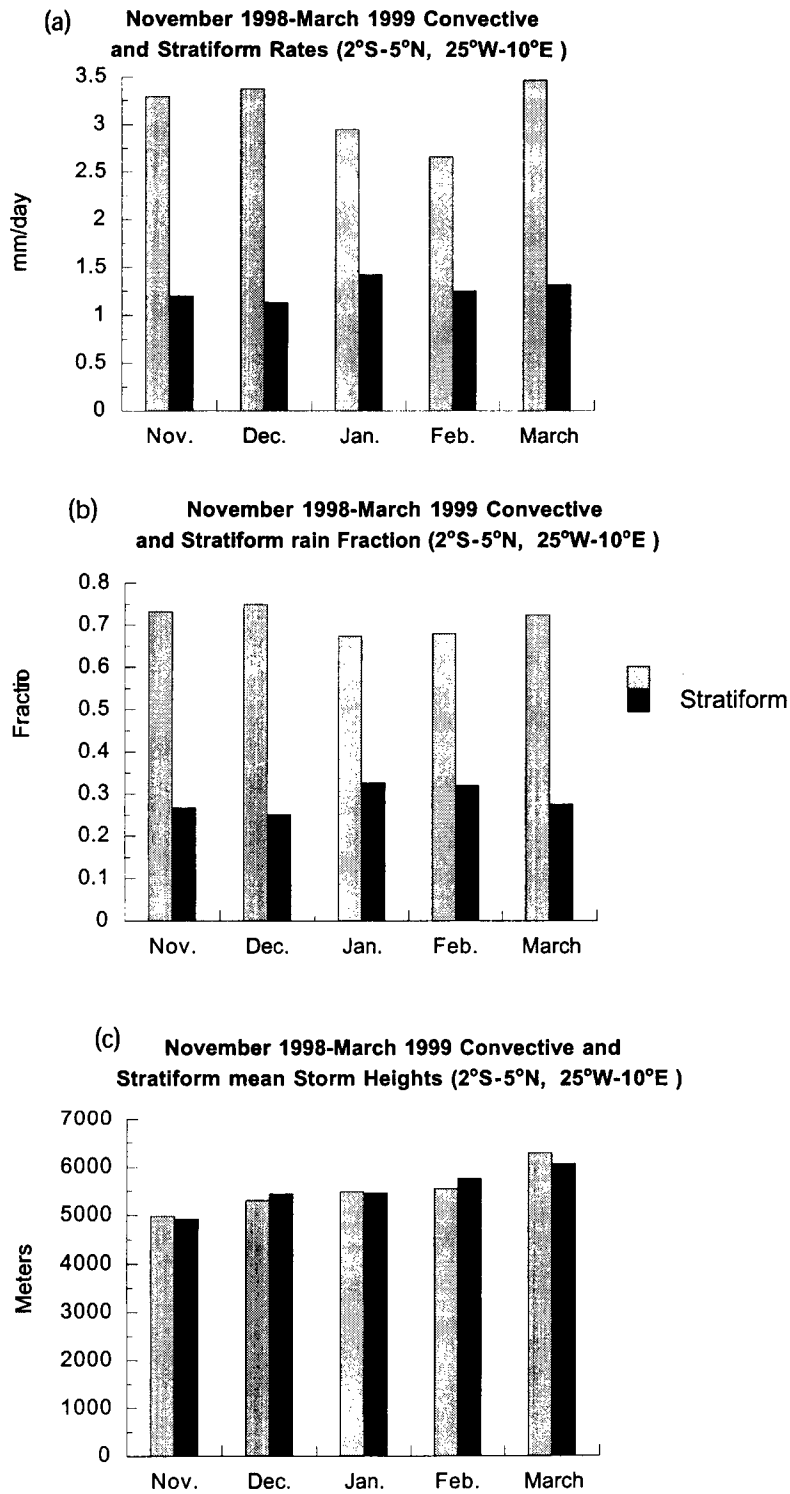 (a)
November 1998-March 1999 Convective
and Stratiform Rates (2°S-5°N, 25°W-10°E )
3.5
3
2.5
2
1.5
1
0.5
0
mm/day
Nov. Dec. Jan. Feb. March
(b)
November 1998-March 1999 Convective
and Stratiform rain Fraction (2°S-5°N, 25°W-10°E )
0.8
0.7
0.6
0.5
0.4
0.3
0.2
0.1
0
Fractio
Nov. Dec. Jan. Feb. March
Stratiform
(c)
November 1998-March 1999 Convective and
Stratiform mean Storm Heights (2°S-5°N, 25°W-10°E )
7000
6000
5000
4000
3000
2000
1000
0
Meters
Nov. Dec. Jan. Feb. March